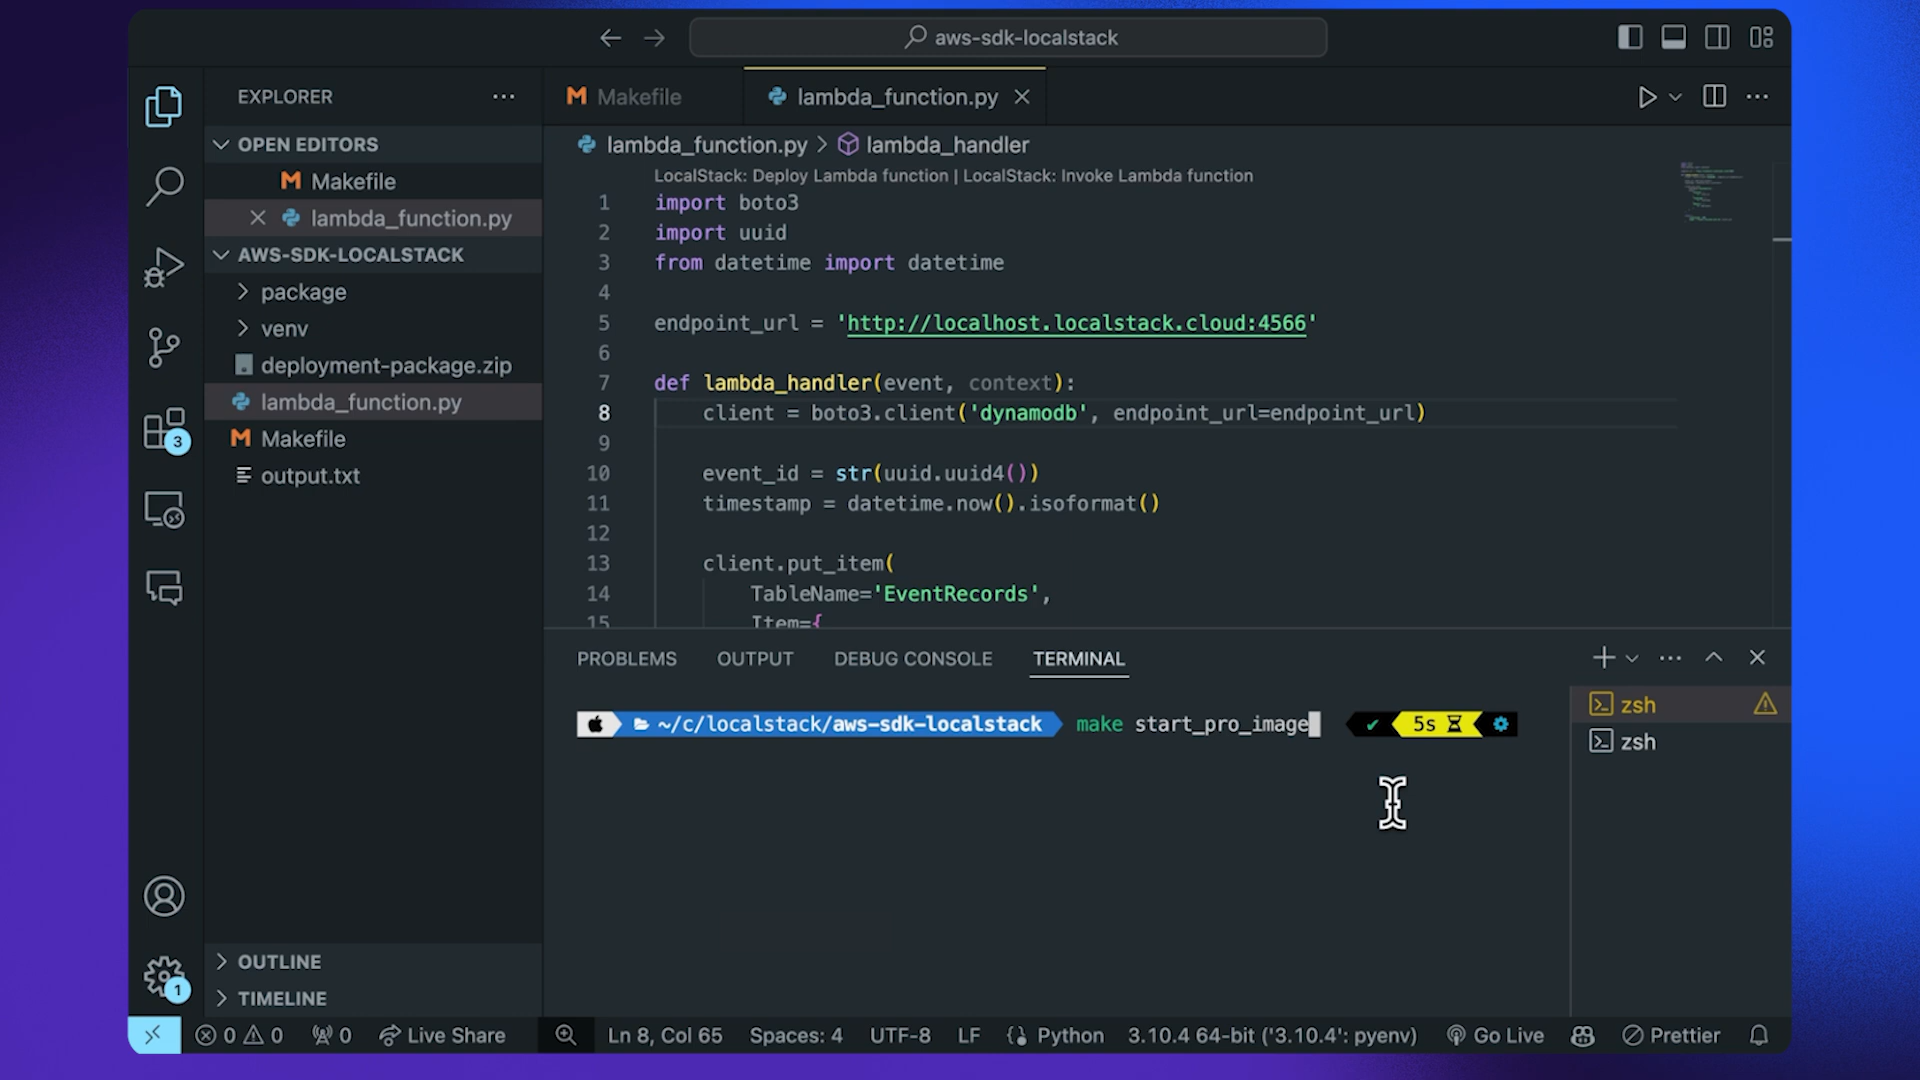 aws-sdk-localstack
EXPLORER
Makefile
lambda_function.py
OPEN EDITORS
Makefile
lambda_function.py
AWS-SDK-LOCALSTACK
package
venv
deployment-package.zip
lambda_function.py
Makefile
output.txt
OUTLINE
TIMELINE
3
1
lambda_function.py > lambda_handler
LocalStack: Deploy Lambda function | LocalStack: Invoke Lambda function
1 import boto3
2 import uuid
3 from datetime import datetime
4
5 endpoint_url = 'http://localhost.localstack.cloud:4566'
6
7 def lambda_handler(event, context):
8 client = boto3.client('dynamodb', endpoint_url=endpoint_url)
9
10 event_id = str(uuid.uuid4())
11 timestamp = datetime.now().isoformat()
12
13 client.put_item(
14 TableName='EventRecords',
15 Item={
PROBLEMS OUTPUT DEBUG CONSOLE TERMINAL
~/c/localstack/aws-sdk-localstack make start_pro_image ✔ 5s
zsh
zsh
0 0 0 Live Share Ln 8, Col 65 Spaces: 4 UTF-8 LF Python 3.10.4 64-bit ('3.10.4': pyenv) Go Live Prettier